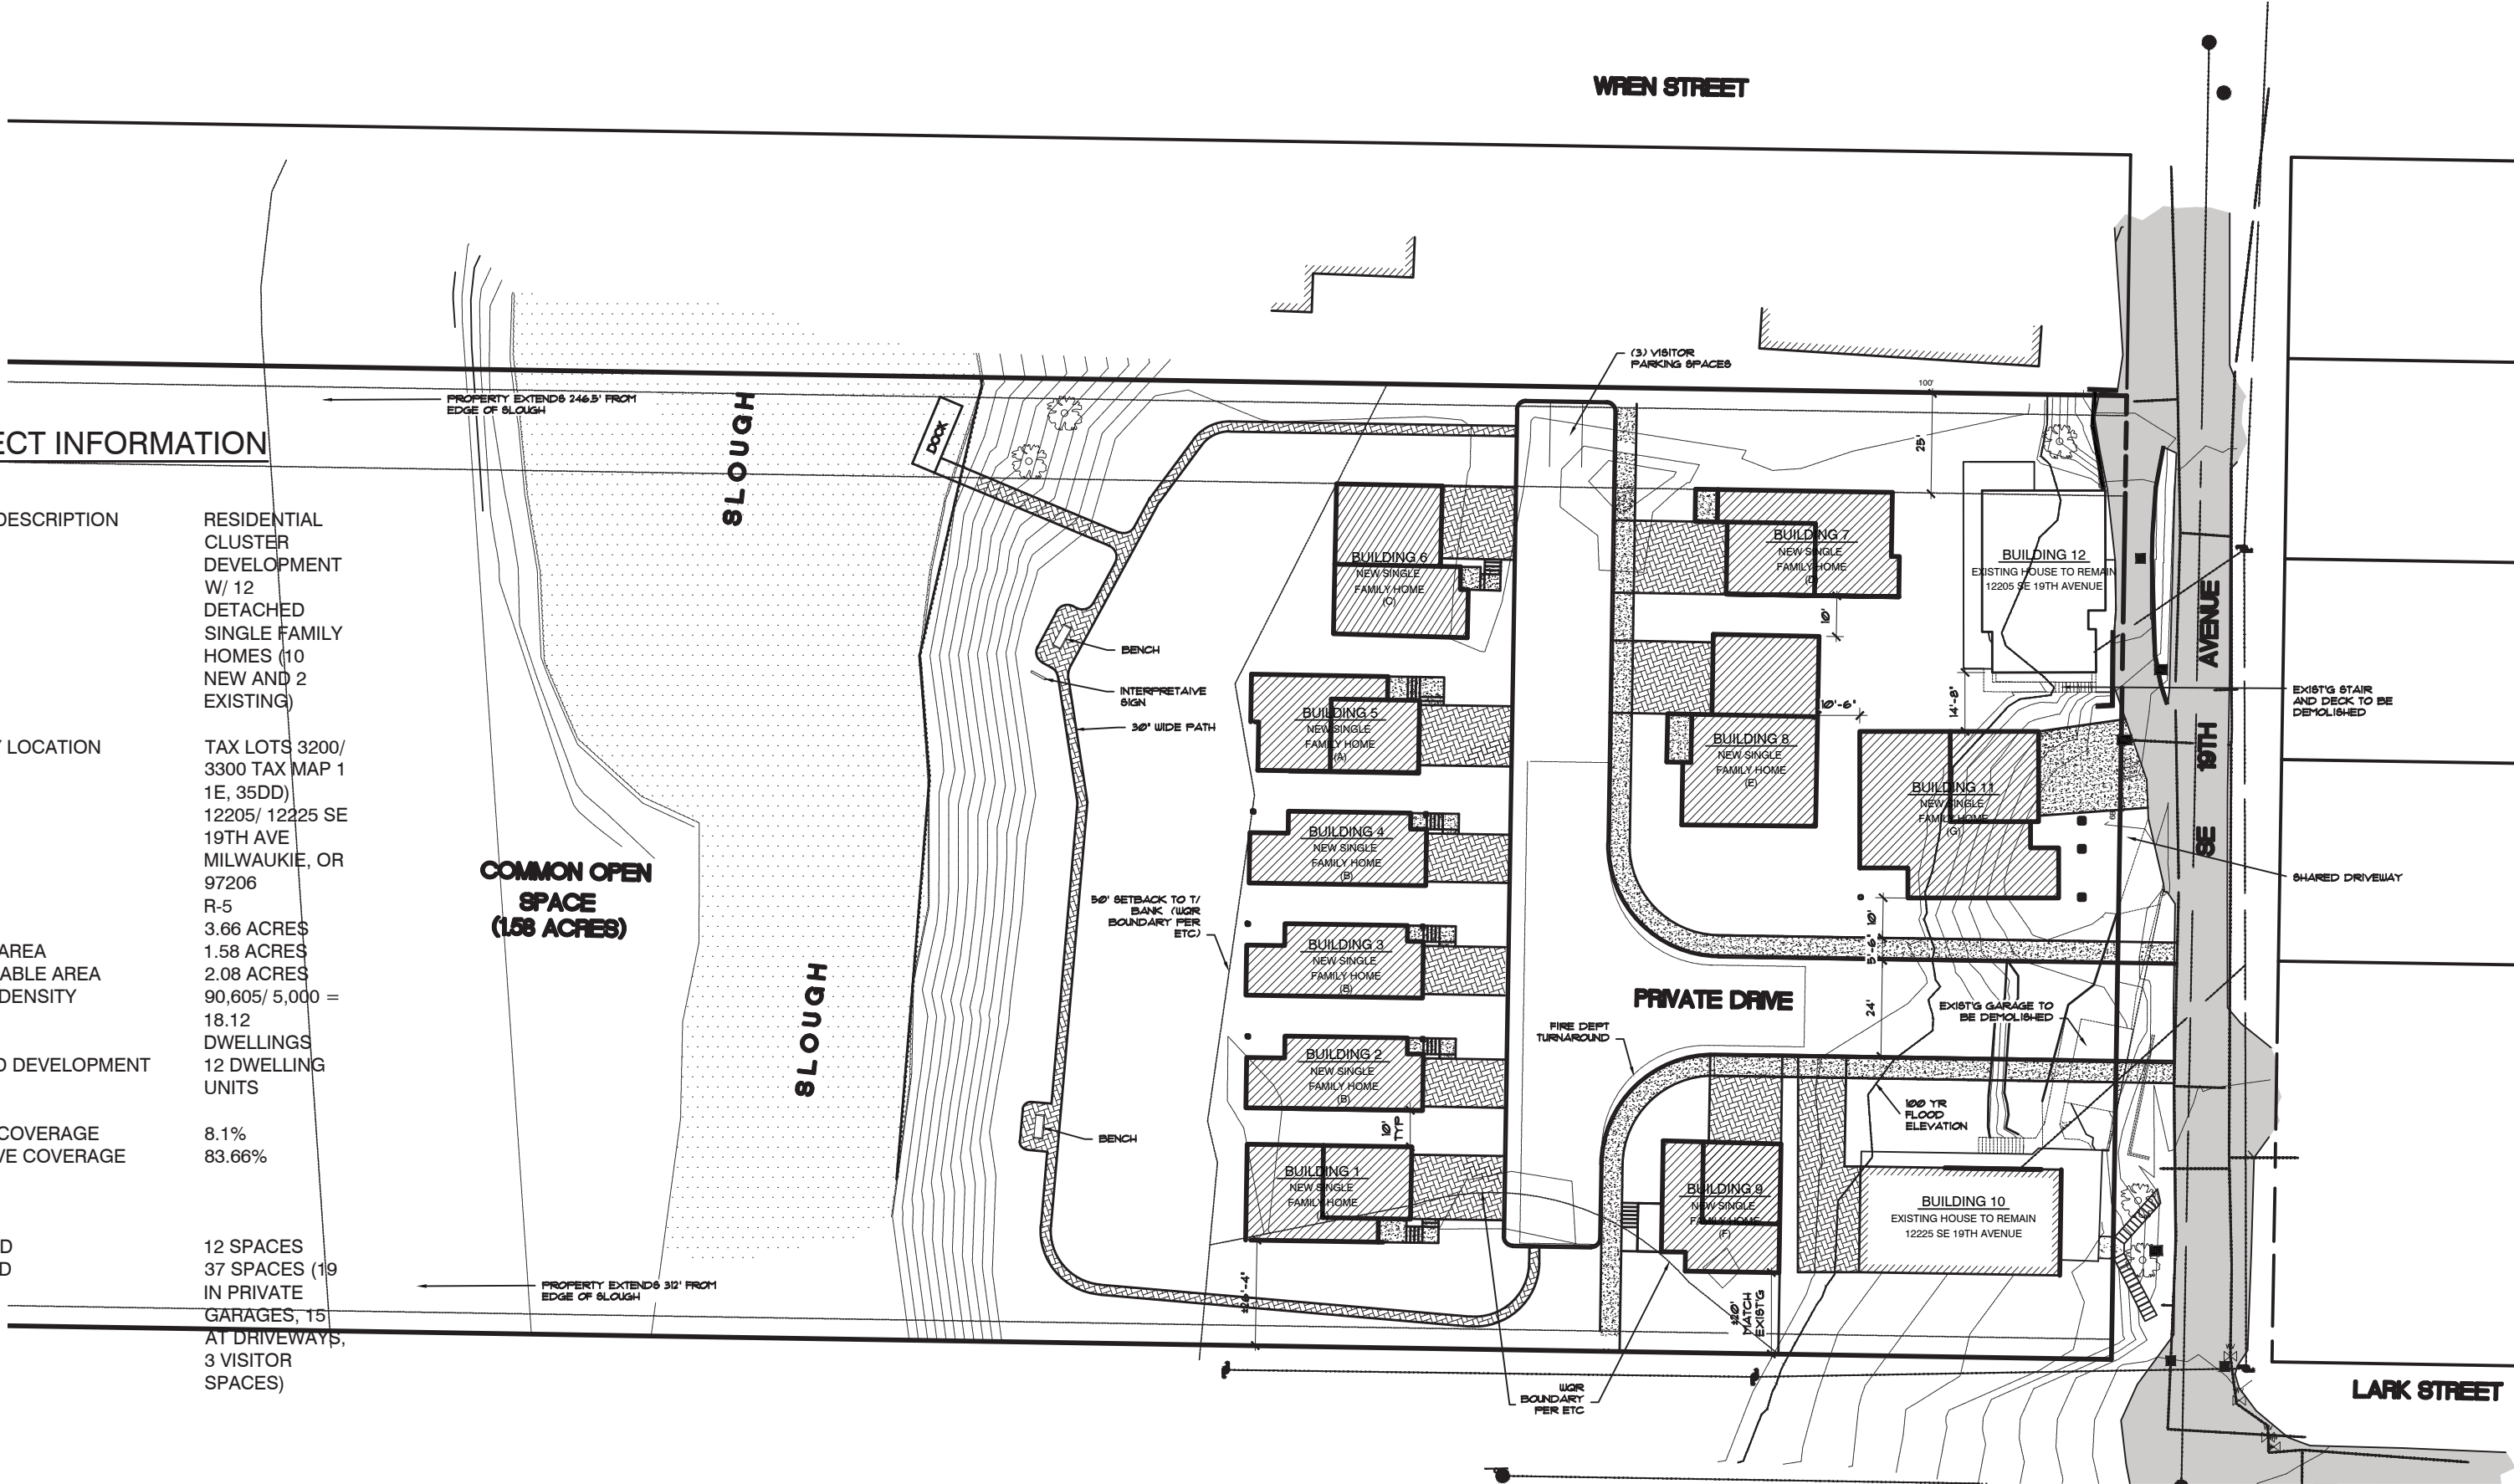 WREN STREET
(3) VISITOR
PARKING SPACES
PROPERTY EXTENDS 246.5' FROM
EDGE OF SLOUGH
SLOUGH
DOCK
100'
25'
ECT INFORMATION
DESCRIPTION
RESIDENTIAL
CLUSTER
DEVELOPMENT
W/ 12
DETACHED
SINGLE FAMILY
HOMES (10
NEW AND 2
EXISTING)
LOCATION
TAX LOTS 3200/
3300 TAX MAP 1
1E, 35DD)
12205/ 12225 SE
19TH AVE
MILWAUKIE, OR
97206
R-5
3.66 ACRES
AREA
1.58 ACRES
ABLE AREA
2.08 ACRES
DENSITY
90,605/ 5,000 =
18.12
DWELLINGS
D DEVELOPMENT
12 DWELLING
UNITS
COVERAGE
8.1%
VE COVERAGE
83.66%
D
12 SPACES
D
37 SPACES (19
IN PRIVATE
GARAGES, 15
AT DRIVEWAYS,
3 VISITOR
SPACES)
COMMON OPEN
SPACE
(1.58 ACRES)
SLOUGH
PROPERTY EXTENDS 312' FROM
EDGE OF SLOUGH
BENCH
INTERPRETAIVE
SIGN
30" WIDE PATH
50' SETBACK TO T/
BANK (WQR
BOUNDARY PER
ETC)
BENCH
BUILDING 6
NEW SINGLE
FAMILY HOME
(C)
BUILDING 5
NEW SINGLE
FAMILY HOME
(A)
BUILDING 4
NEW SINGLE
FAMILY HOME
(B)
BUILDING 3
NEW SINGLE
FAMILY HOME
(B)
BUILDING 2
NEW SINGLE
FAMILY HOME
(B)
10'
TYP
BUILDING 1
NEW SINGLE
FAMILY HOME
±26'-4"
BUILDING 7
NEW SINGLE
FAMILY HOME
(D)
10'
BUILDING 8
NEW SINGLE
FAMILY HOME
(E)
10'-6"
BUILDING 12
EXISTING HOUSE TO REMAIN
12205 SE 19TH AVENUE
14'-8"
BUILDING 11
NEW SINGLE
FAMILY HOME
(G)
10'
5'-6"
24'
PRIVATE DRIVE
FIRE DEPT
TURNAROUND
EXIST'G GARAGE TO
BE DEMOLISHED
100 YR
FLOOD
ELEVATION
BUILDING 9
NEW SINGLE
FAMILY HOME
(F)
BUILDING 10
EXISTING HOUSE TO REMAIN
12225 SE 19TH AVENUE
±20'
MATCH
EXIST'G
WQR
BOUNDARY
PER ETC
SE 19TH AVENUE
EXIST'G STAIR
AND DECK TO BE
DEMOLISHED
SHARED DRIVEWAY
LARK STREET